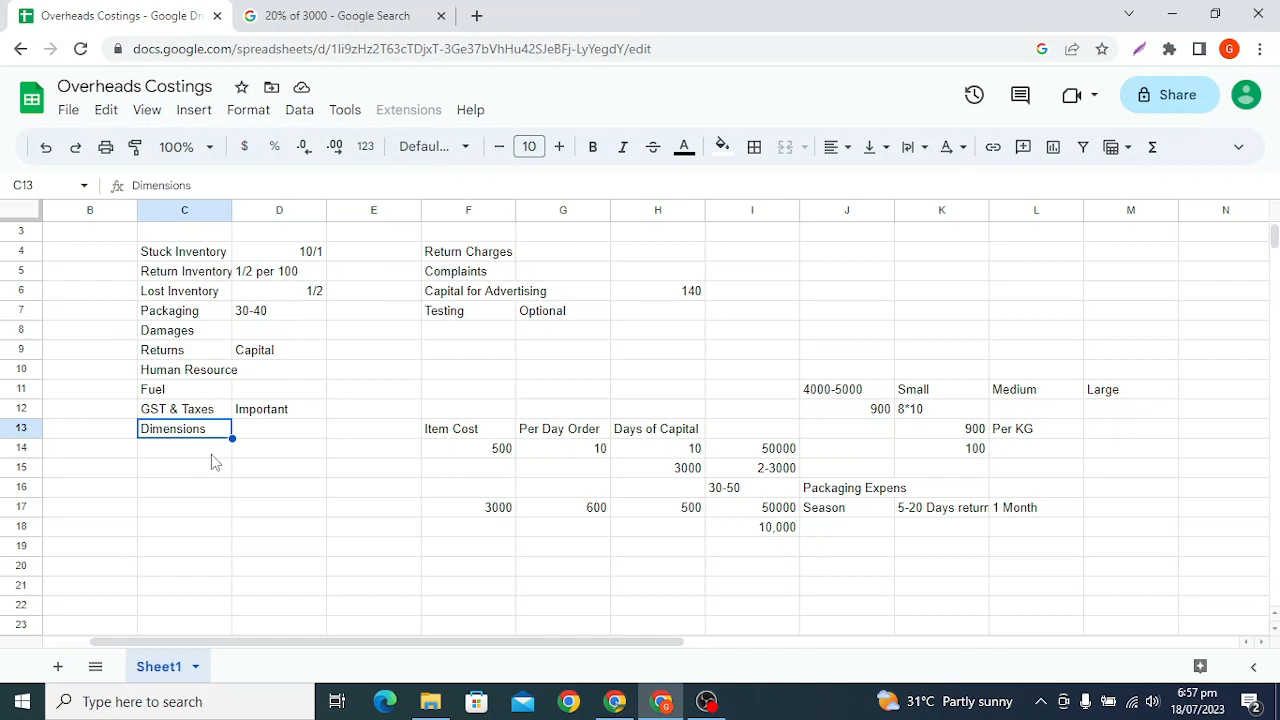 Overheads Costings - Google Dr
20% of 3000 - Google Search
docs.google.com/spreadsheets/d/1Ii9zHz2T63cTDjxT-3Ge37bVhHu42SJeBFj-LyYegdY/edit
Overheads Costings
File Edit View Insert Format Data Tools Extensions Help
Share
100% $ % .0 .00 123 Defaul... 10 B I A
C13 fx Dimensions
B C D E F G H I J K L M N
3
4 Stuck Inventory 10/1 Return Charges
5 Return Inventory 1/2 per 100 Complaints
6 Lost Inventory 1/2 Capital for Advertising 140
7 Packaging 30-40 Testing Optional
8 Damages
9 Returns Capital
10 Human Resource
11 Fuel 4000-5000 Small Medium Large
12 GST & Taxes Important 900 8*10
13 Dimensions Item Cost Per Day Order Days of Capital 900 Per KG
14 500 10 10 50000 100
15 3000 2-3000
16 30-50 Packaging Expens
17 3000 600 500 50000 Season 5-20 Days return 1 Month
18 10,000
19
20
21
22
23
Sheet1
Type here to search
31°C Partly sunny
6:57 pm
18/07/2023
2